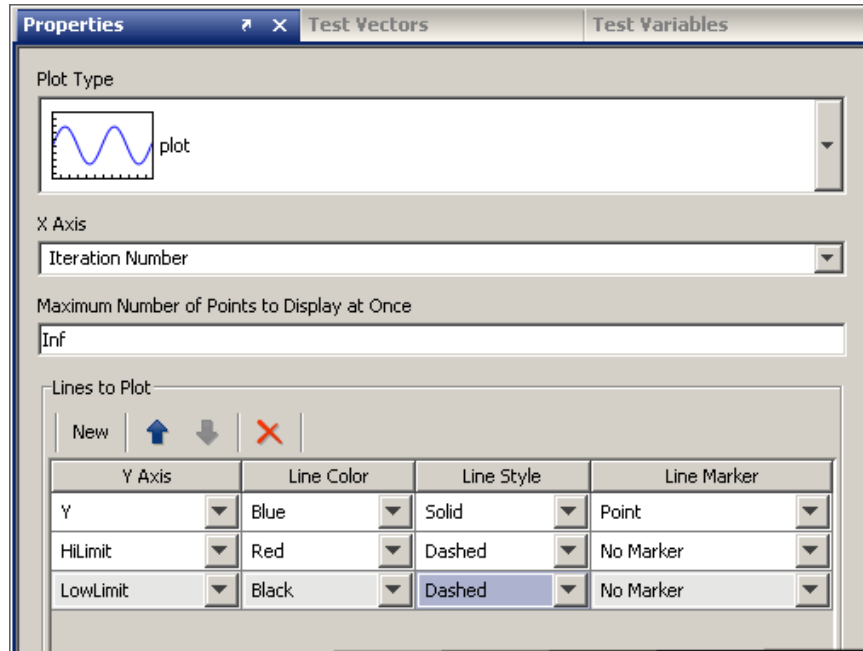 Properties Test Vectors Test Variables
Plot Type
plot
X Axis
Iteration Number
Maximum Number of Points to Display at Once
Inf
Lines to Plot
New
Y Axis Line Color Line Style Line Marker
Y Blue Solid Point
HiLimit Red Dashed No Marker
LowLimit Black Dashed No Marker